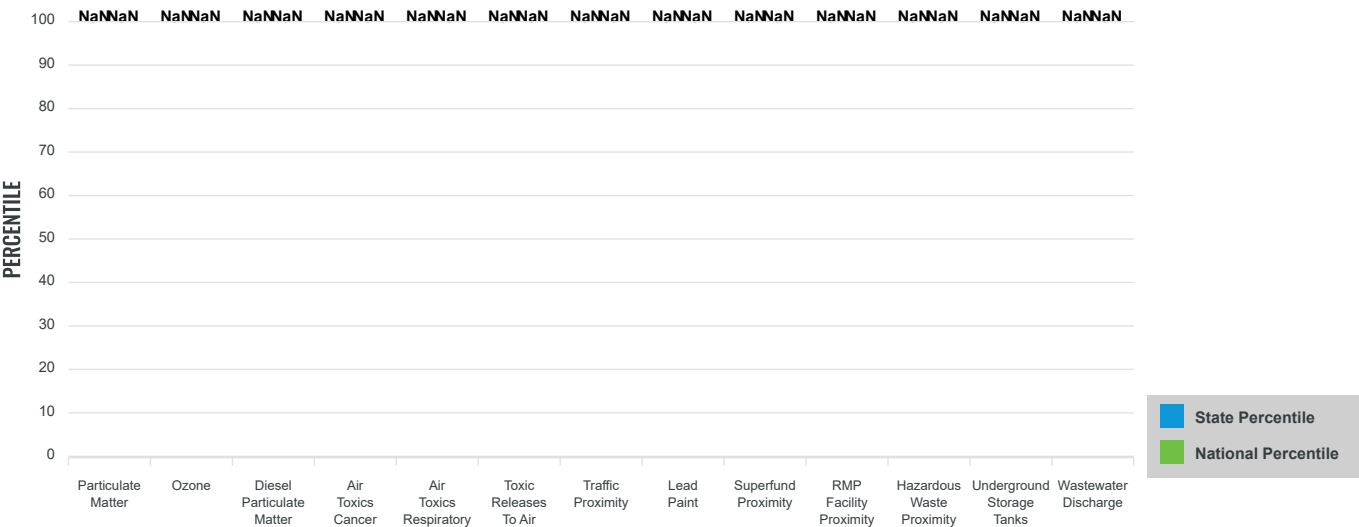 PERCENTILE
100
90
80
70
60
50
40
30
20
10
0
NaNNaN NaNNaN NaNNaN NaNNaN NaNNaN NaNNaN NaNNaN NaNNaN NaNNaN NaNNaN NaNNaN NaNNaN NaNNaN
Particulate
Matter
Ozone
Diesel
Particulate
Matter
Air
Toxics
Cancer
Air
Toxics
Respiratory
Toxic
Releases
To Air
Traffic
Proximity
Lead
Paint
Superfund
Proximity
RMP
Facility
Proximity
Hazardous
Waste
Proximity
Underground
Storage
Tanks
Wastewater
Discharge
State Percentile
National Percentile